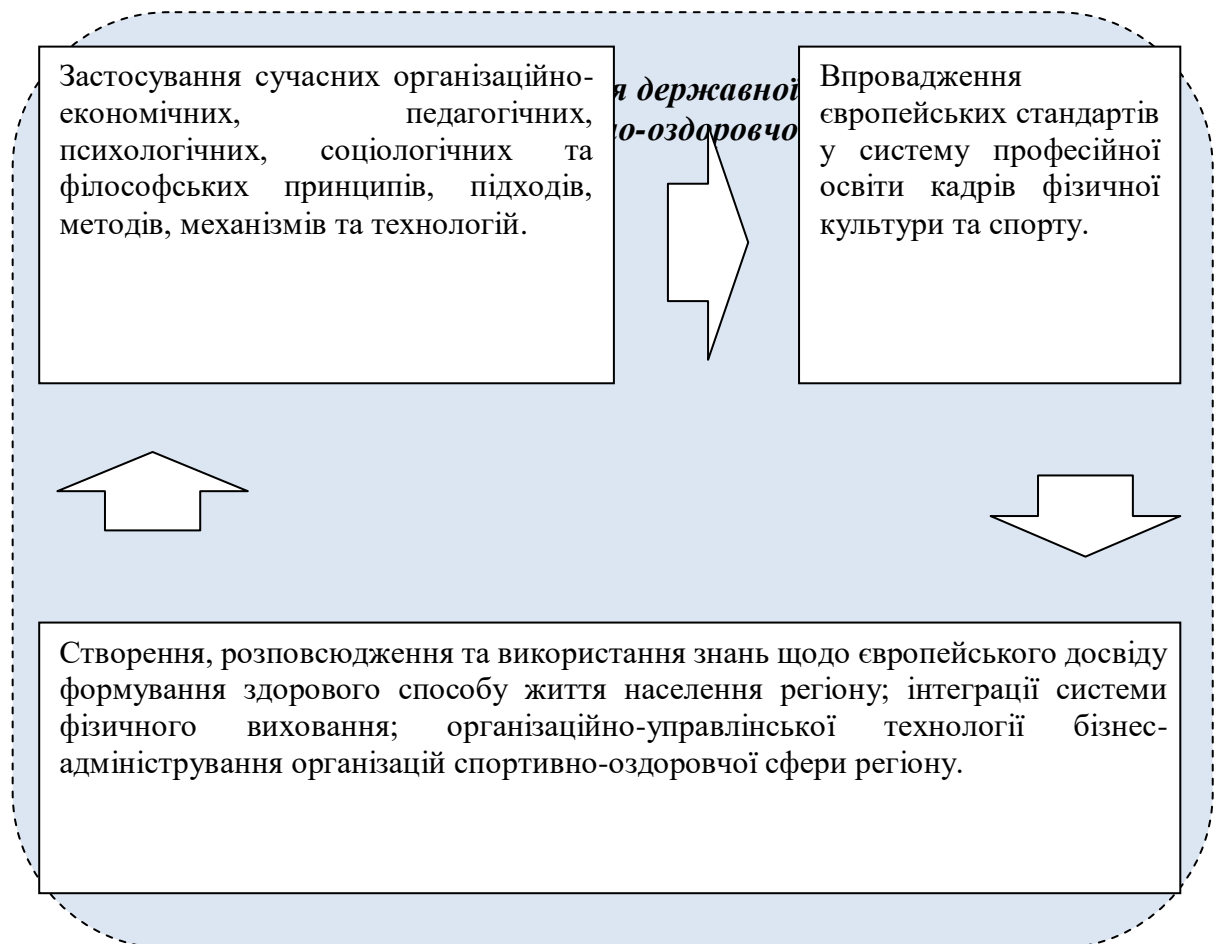 Застосування сучасних організаційно-
економічних, педагогічних,
психологічних, соціологічних та
філософських принципів, підходів,
методів, механізмів та технологій.
я державної
о-оздоровчо
Впровадження
європейських стандартів
у систему професійної
освіти кадрів фізичної
культури та спорту.
Створення, розповсюдження та використання знань щодо європейського досвіду
формування здорового способу життя населення регіону; інтеграції системи
фізичного виховання; організаційно-управлінської технології бізнес-
адміністрування організацій спортивно-оздоровчої сфери регіону.